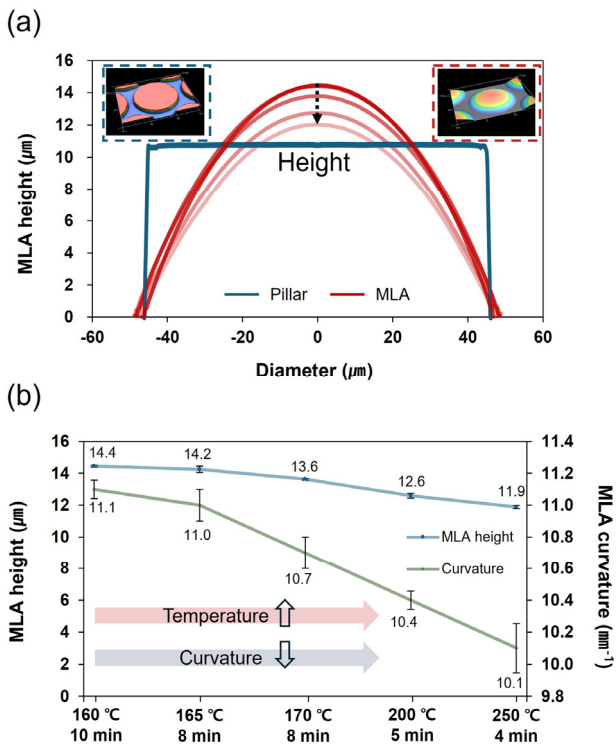 (a)
16
14
12
10
8
6
4
2
0
MLA height (㎛)
Height
Pillar
MLA
-60
-40
-20
0
20
40
60
Diameter (㎛)
(b)
16
14
12
10
8
6
4
2
0
MLA height (㎛)
14.4
14.2
13.6
12.6
11.9
11.1
11.0
10.7
10.4
10.1
MLA height
Curvature
Temperature
Curvature
11.4
11.2
11.0
10.8
10.6
10.4
10.2
10.0
9.8
MLA curvature (㎜⁻¹)
160 ℃ 165 ℃ 170 ℃ 200 ℃ 250 ℃
10 min 8 min 8 min 5 min 4 min